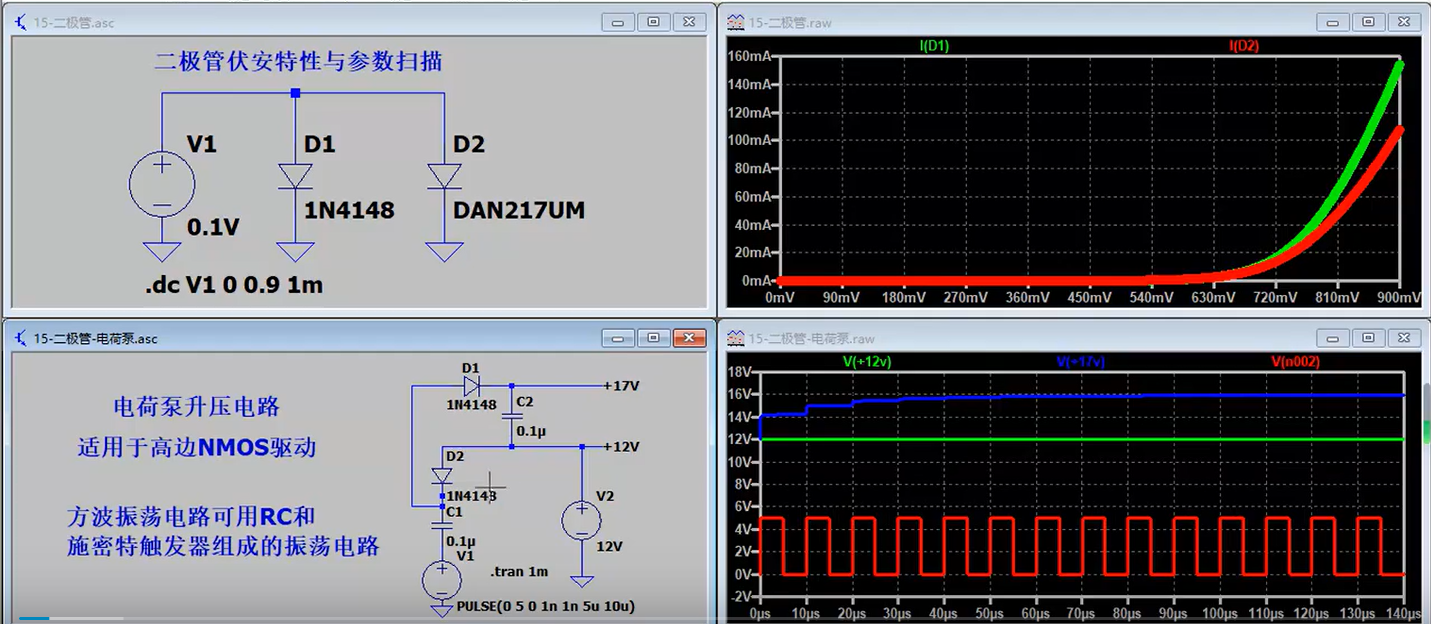 15-二极管.asc
二极管伏安特性与参数扫描
V1
D1
D2
1N4148
DAN217UM
0.1V
.dc V1 0 0.9 1m
15-二极管.raw
I(D1)
I(D2)
160mA
140mA
120mA
100mA
80mA
60mA
40mA
20mA
0mA
0mV
90mV
180mV
270mV
360mV
450mV
540mV
630mV
720mV
810mV
900mV
15-二极管-电荷泵.asc
电荷泵升压电路
适用于高边NMOS驱动
方波振荡电路可用RC和
施密特触发器组成的振荡电路
D1
+17V
1N4148
C2
0.1µ
+12V
D2
1N4148
C1
0.1µ
V1
V2
12V
.tran 1m
PULSE(0 5 0 1n 1n 5u 10u)
15-二极管-电荷泵.raw
V(+12v)
V(+17v)
V(n002)
18V
16V
14V
12V
10V
8V
6V
4V
2V
0V
-2V
0µs
10µs
20µs
30µs
40µs
50µs
60µs
70µs
80µs
90µs
100µs
110µs
120µs
130µs
140µs